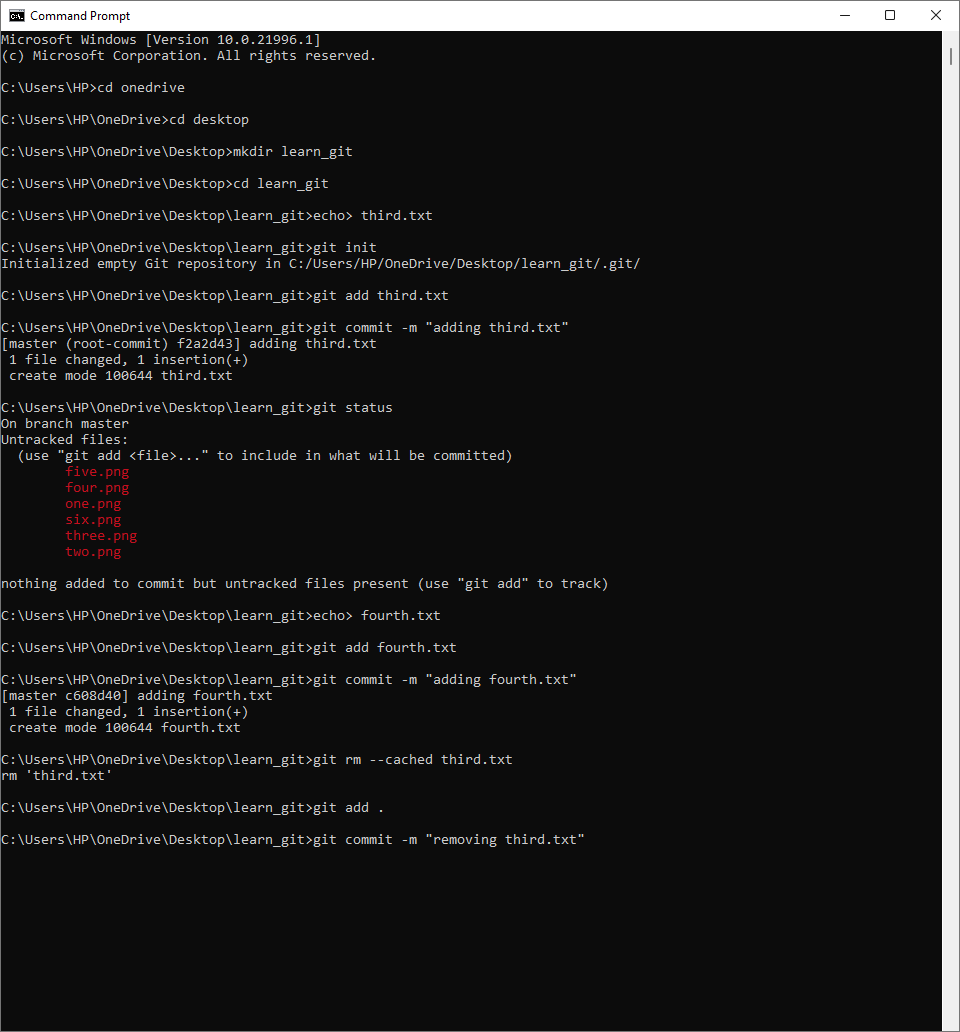 Command Prompt
Microsoft Windows [Version 10.0.21996.1]
(c) Microsoft Corporation. All rights reserved.
C:\Users\HP>cd onedrive
C:\Users\HP\OneDrive>cd desktop
C:\Users\HP\OneDrive\Desktop>mkdir learn_git
C:\Users\HP\OneDrive\Desktop>cd learn_git
C:\Users\HP\OneDrive\Desktop\learn_git>echo> third.txt
C:\Users\HP\OneDrive\Desktop\learn_git>git init
Initialized empty Git repository in C:/Users/HP/OneDrive/Desktop/learn_git/.git/
C:\Users\HP\OneDrive\Desktop\learn_git>git add third.txt
C:\Users\HP\OneDrive\Desktop\learn_git>git commit -m "adding third.txt"
[master (root-commit) f2a2d43] adding third.txt
 1 file changed, 1 insertion(+)
 create mode 100644 third.txt
C:\Users\HP\OneDrive\Desktop\learn_git>git status
On branch master
Untracked files:
  (use "git add <file>..." to include in what will be committed)
        five.png
        four.png
        one.png
        six.png
        three.png
        two.png
nothing added to commit but untracked files present (use "git add" to track)
C:\Users\HP\OneDrive\Desktop\learn_git>echo> fourth.txt
C:\Users\HP\OneDrive\Desktop\learn_git>git add fourth.txt
C:\Users\HP\OneDrive\Desktop\learn_git>git commit -m "adding fourth.txt"
[master c608d40] adding fourth.txt
 1 file changed, 1 insertion(+)
 create mode 100644 fourth.txt
C:\Users\HP\OneDrive\Desktop\learn_git>git rm --cached third.txt
rm 'third.txt'
C:\Users\HP\OneDrive\Desktop\learn_git>git add .
C:\Users\HP\OneDrive\Desktop\learn_git>git commit -m "removing third.txt"